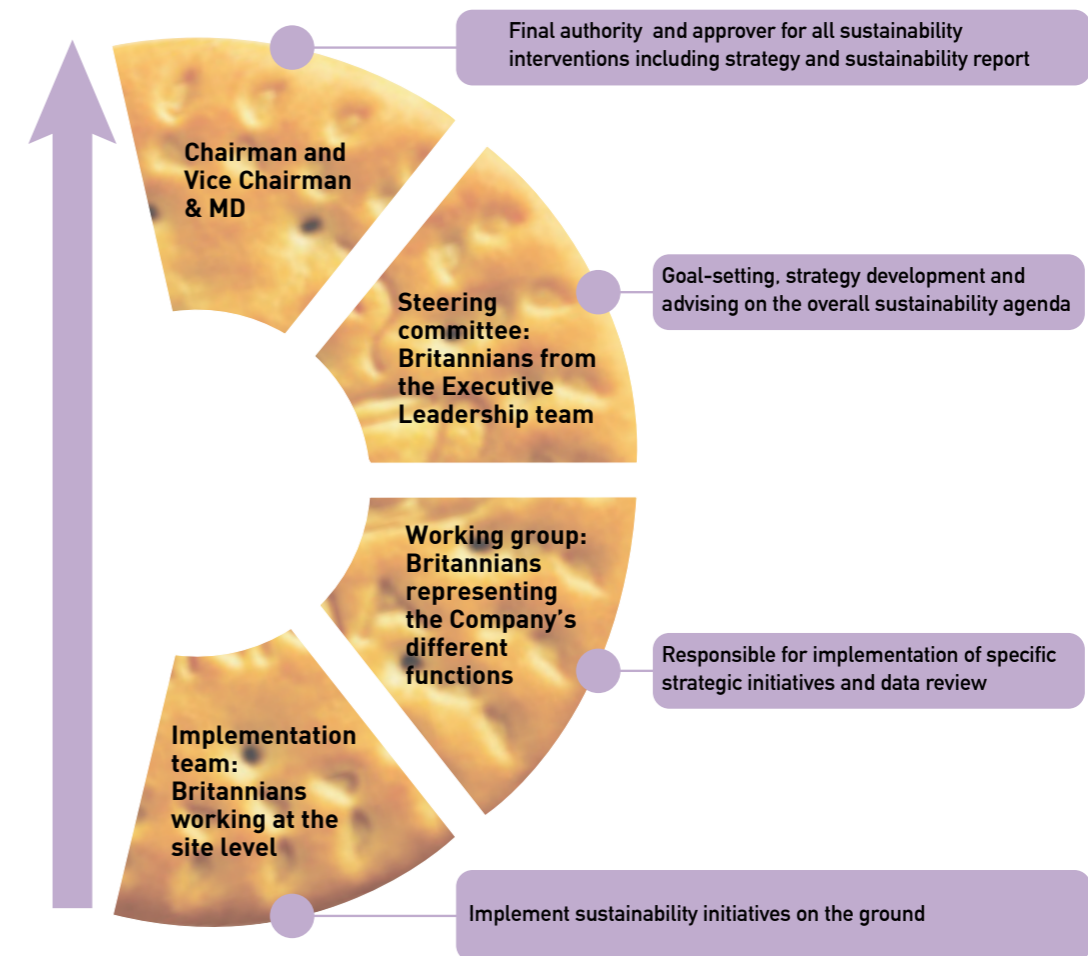 Final authority and approver for all sustainability
interventions including strategy and sustainability report
Chairman and
Vice Chairman
& MD
Goal-setting, strategy development and
advising on the overall sustainability agenda
Steering
committee:
Britannians from
the Executive
Leadership team
Working group:
Britannians
representing
the Company's
different
functions
Responsible for implementation of specific
strategic initiatives and data review
Implementation
team:
Britannians
working at the
site level
Implement sustainability initiatives on the ground